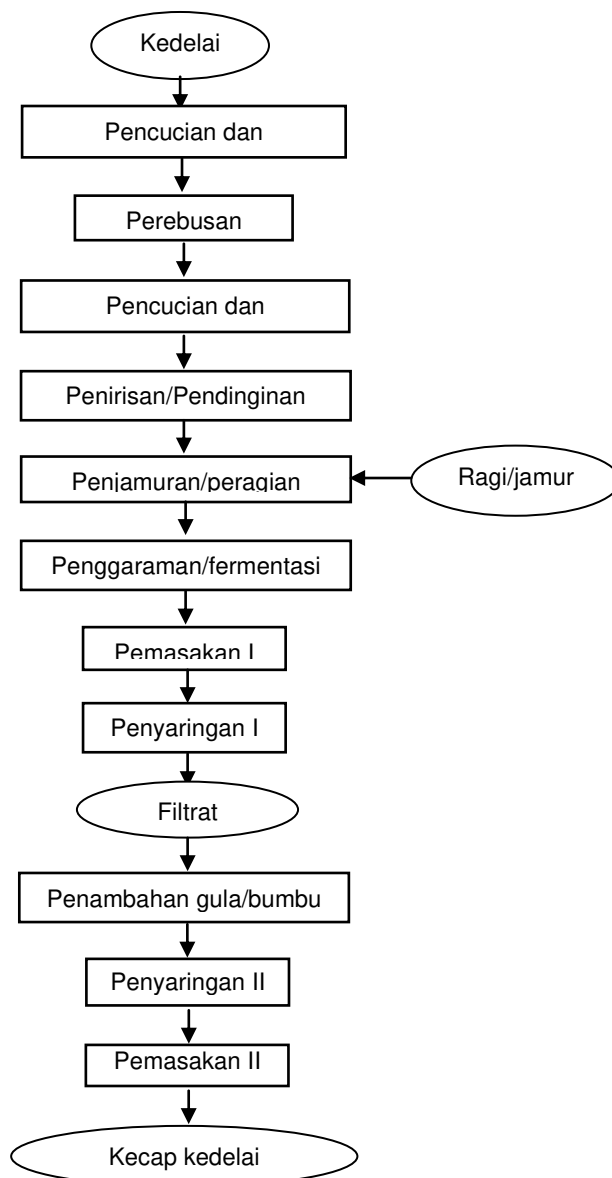 Kedelai
Pencucian dan
Perebusan
Pencucian dan
Penirisan/Pendinginan
Penjamuran/peragian
Ragi/jamur
Penggaraman/fermentasi
Pemasakan I
Penyaringan I
Filtrat
Penambahan gula/bumbu
Penyaringan II
Pemasakan II
Kecap kedelai